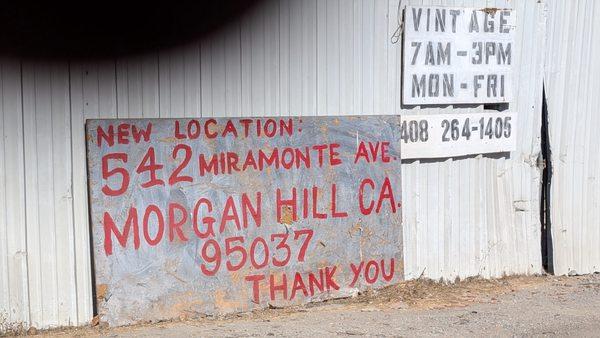 VINTAGE
7AM-3PM
MON-FRI
408 264-1405
NEW LOCATION:
542 MIRAMONTE AVE.
MORGAN HILL CA.
95037
THANK YOU